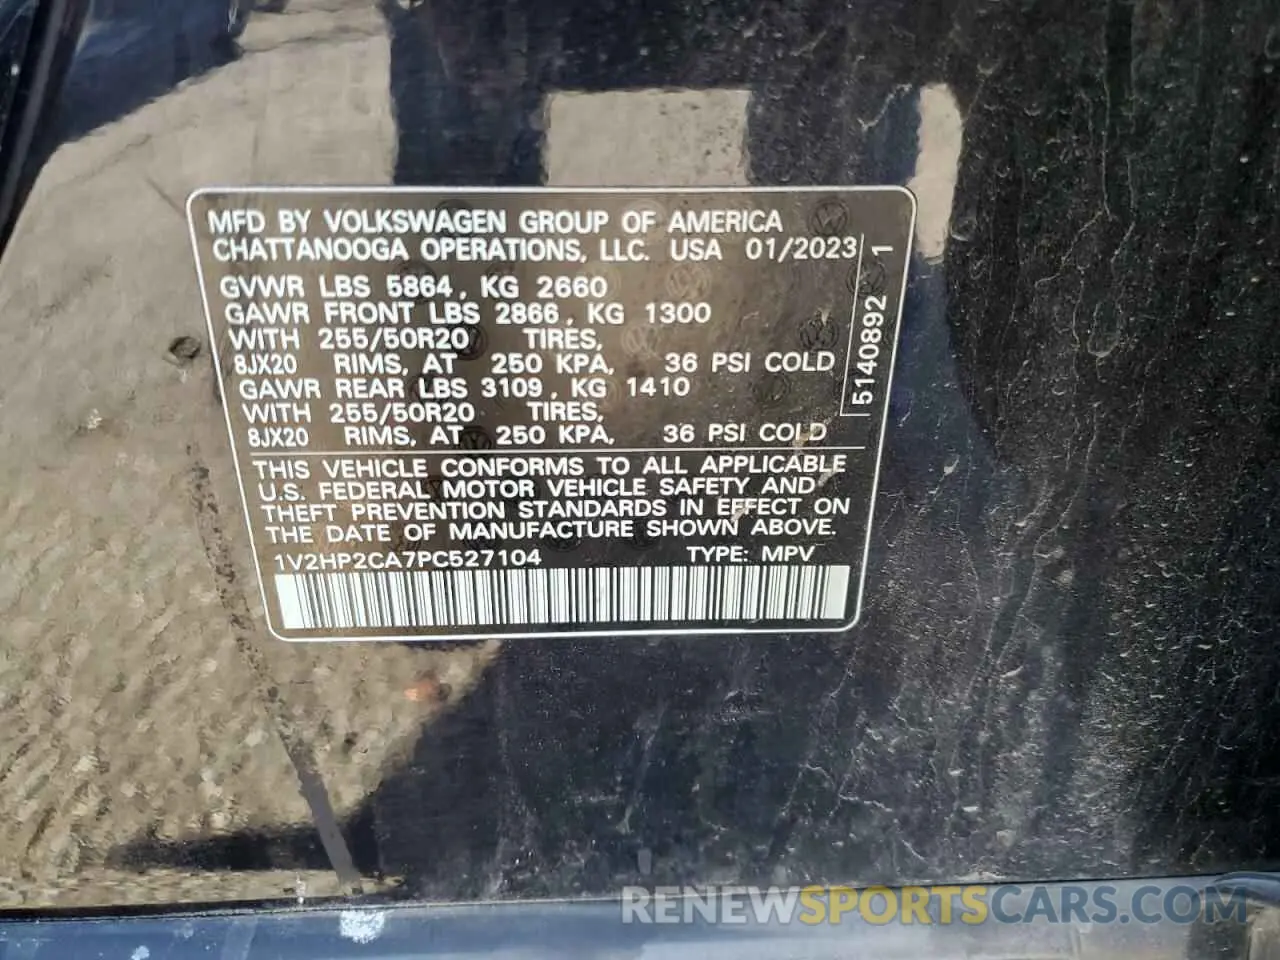 MFD BY VOLKSWAGEN GROUP OF AMERICA
CHATTANOOGA OPERATIONS, LLC. USA 01/2023
GVWR LBS 5864, KG 2660
GAWR FRONT LBS 2866, KG 1300
WITH 255/50R20 TIRES,
8JX20 RIMS, AT 250 KPA, 36 PSI COLD
GAWR REAR LBS 3109, KG 1410
WITH 255/50R20 TIRES,
8JX20 RIMS, AT 250 KPA, 36 PSI COLD
5140892 1
THIS VEHICLE CONFORMS TO ALL APPLICABLE
U.S. FEDERAL MOTOR VEHICLE SAFETY AND
THEFT PREVENTION STANDARDS IN EFFECT ON
THE DATE OF MANUFACTURE SHOWN ABOVE.
1V2HP2CA7PC527104 TYPE: MPV
RENEWSPORTSCARS.COM